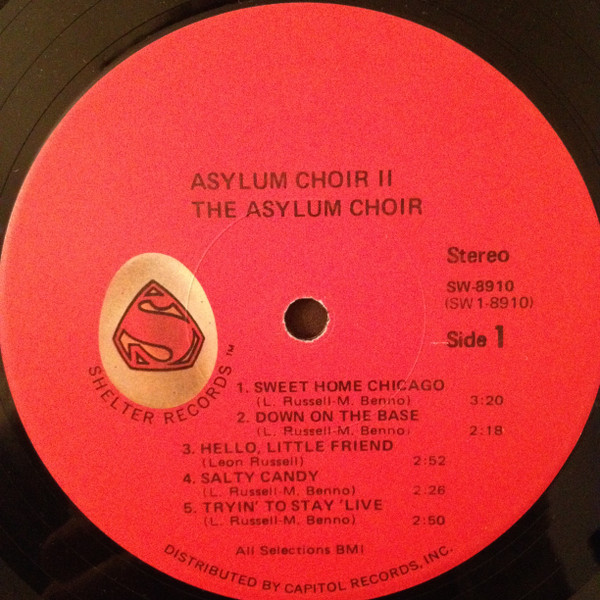 ASYLUM CHOIR II
THE ASYLUM CHOIR
Stereo
SW-8910
(SW1-8910)
Side 1
S
SHELTER RECORDS™
1. SWEET HOME CHICAGO
(L. Russell-M. Benno) 3:20
2. DOWN ON THE BASE
(L. Russell-M. Benno) 2:18
3. HELLO, LITTLE FRIEND
(Leon Russell) 2:52
4. SALTY CANDY
(L. Russell-M. Benno) 2:26
5. TRYIN' TO STAY 'LIVE
(L. Russell-M. Benno) 2:50
All Selections BMI
DISTRIBUTED BY CAPITOL RECORDS, INC.